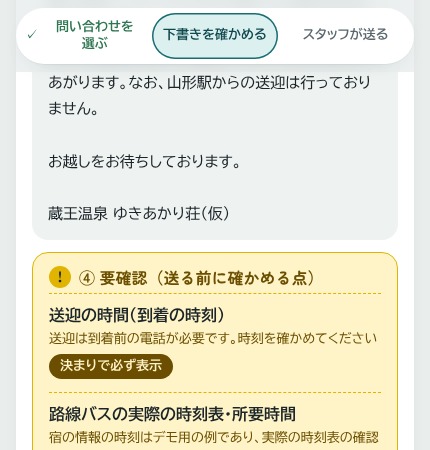 ✓ 問い合わせを
選ぶ
下書きを確かめる
スタッフが送る
あがります。なお、山形駅からの送迎は行っており
ません。
お越しをお待ちしております。
蔵王温泉 ゆきあかり荘(仮)
! ④ 要確認（送る前に確かめる点）
送迎の時間(到着の時刻)
送迎は到着前の電話が必要です。時刻を確かめてください
決まりで必ず表示
路線バスの実際の時刻表・所要時間
宿の情報の時刻はデモ用の例であり、実際の時刻表の確認